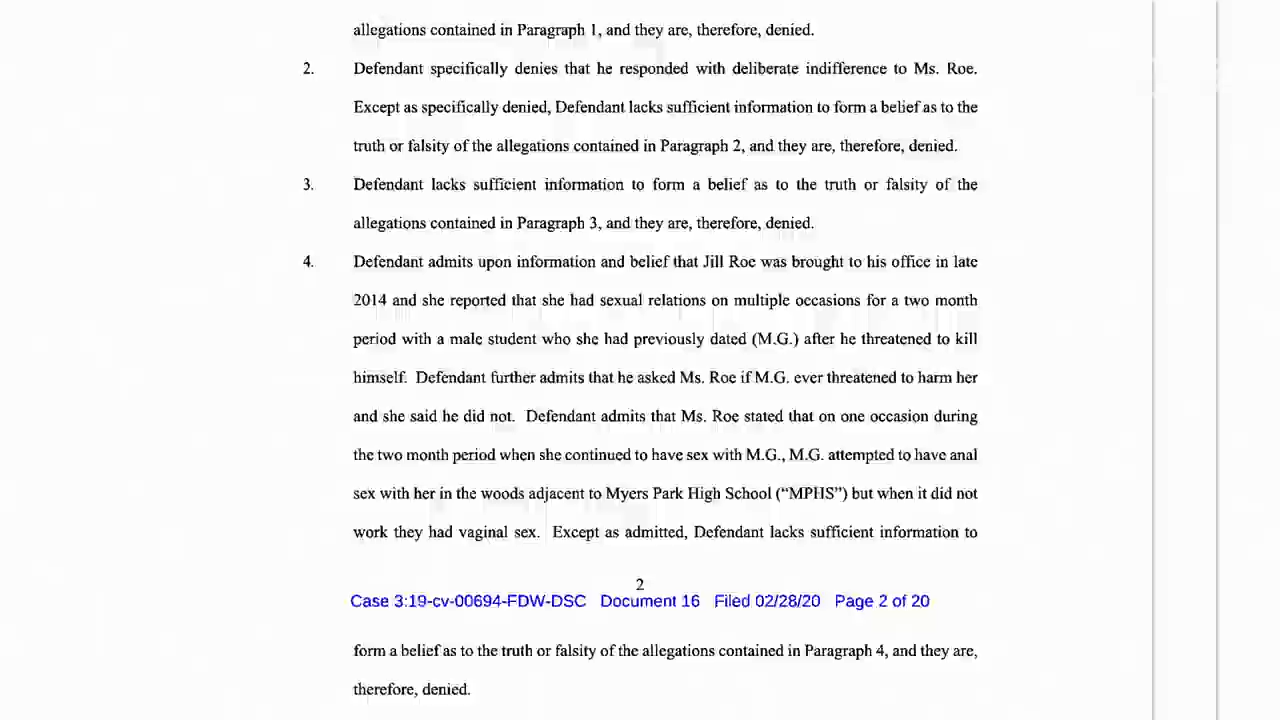 allegations contained in Paragraph 1, and they are, therefore, denied.
2. Defendant specifically denies that he responded with deliberate indifference to Ms. Roe.
Except as specifically denied, Defendant lacks sufficient information to form a belief as to the
truth or falsity of the allegations contained in Paragraph 2, and they are, therefore, denied.
3. Defendant lacks sufficient information to form a belief as to the truth or falsity of the
allegations contained in Paragraph 3, and they are, therefore, denied.
4. Defendant admits upon information and belief that Jill Roe was brought to his office in late
2014 and she reported that she had sexual relations on multiple occasions for a two month
period with a male student who she had previously dated (M.G.) after he threatened to kill
himself. Defendant further admits that he asked Ms. Roe if M.G. ever threatened to harm her
and she said he did not. Defendant admits that Ms. Roe stated that on one occasion during
the two month period when she continued to have sex with M.G., M.G. attempted to have anal
sex with her in the woods adjacent to Myers Park High School (“MPHS”) but when it did not
work they had vaginal sex. Except as admitted, Defendant lacks sufficient information to
2
Case 3:19-cv-00694-FDW-DSC Document 16 Filed 02/28/20 Page 2 of 20
form a belief as to the truth or falsity of the allegations contained in Paragraph 4, and they are,
therefore, denied.